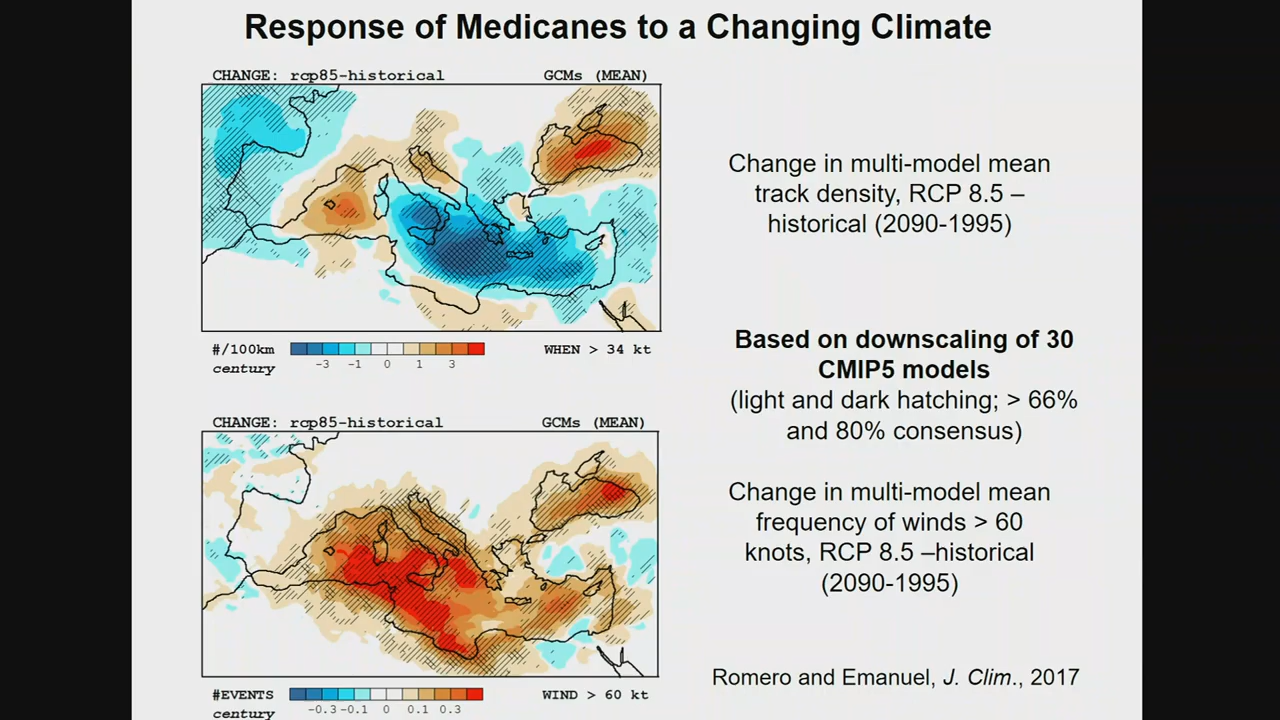 Response of Medicanes to a Changing Climate
CHANGE: rcp85-historical GCMs (MEAN)
#/100km -3 -1 0 1 3 WHEN > 34 kt
century
Change in multi-model mean
track density, RCP 8.5 –
historical (2090-1995)
Based on downscaling of 30
CMIP5 models
(light and dark hatching; > 66%
and 80% consensus)
CHANGE: rcp85-historical GCMs (MEAN)
#EVENTS -0.3 -0.1 0 0.1 0.3 WIND > 60 kt
century
Change in multi-model mean
frequency of winds > 60
knots, RCP 8.5 –historical
(2090-1995)
Romero and Emanuel, J. Clim., 2017